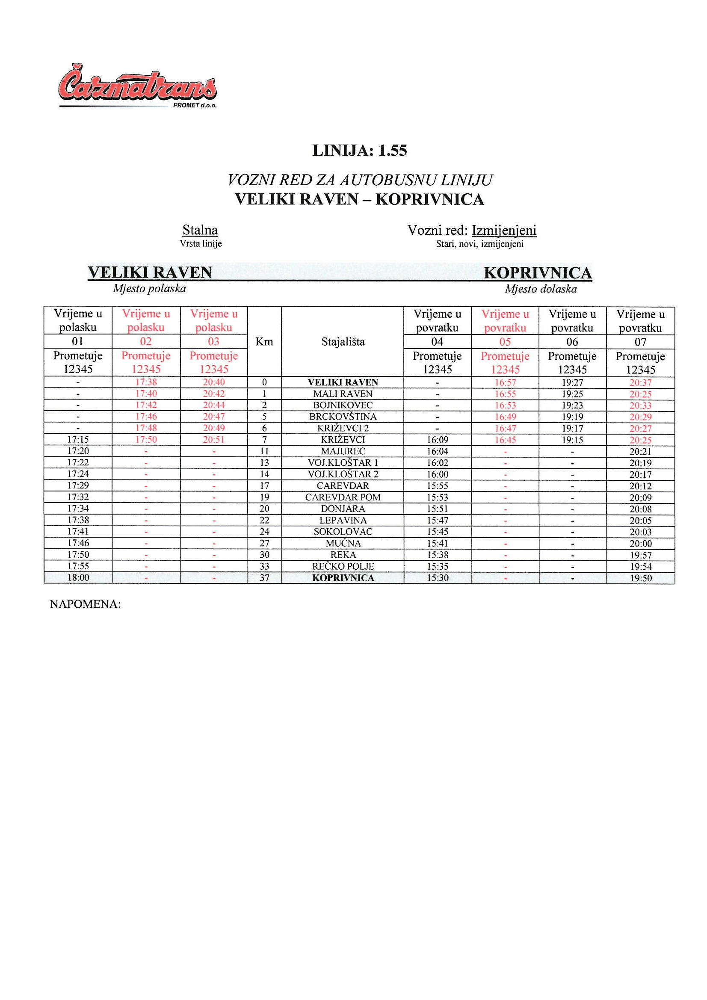 Čazmatrans
PROMET d.o.o.
LINIJA: 1.55
VOZNI RED ZA AUTOBUSNU LINIJU
VELIKI RAVEN – KOPRIVNICA
Stalna Vozni red: Izmijenjeni
Vrsta linije Stari, novi, izmijenjeni
VELIKI RAVEN KOPRIVNICA
Mjesto polaska Mjesto dolaska
Vrijeme u Vrijeme u Vrijeme u Vrijeme u Vrijeme u Vrijeme u Vrijeme u
polasku polasku polasku povratku povratku povratku povratku
01 02 03 Km Stajališta 04 05 06 07
Prometuje Prometuje Prometuje Prometuje Prometuje Prometuje Prometuje
12345 12345 12345 12345 12345 12345 12345
- 17:38 20:40 0 VELIKI RAVEN - 16:57 19:27 20:37
- 17:40 20:42 1 MALI RAVEN - 16:55 19:25 20:25
- 17:42 20:44 2 BOJNIKOVEC - 16:53 19:23 20:33
- 17:46 20:47 5 BRCKOVŠTINA - 16:49 19:19 20:29
- 17:48 20:49 6 KRIŽEVCI 2 - 16:47 19:17 20:27
17:15 17:50 20:51 7 KRIŽEVCI 16:09 16:45 19:15 20:25
17:20 - - 11 MAJUREC 16:04 - - 20:21
17:22 - - 13 VOJ.KLOŠTAR 1 16:02 - - 20:19
17:24 - - 14 VOJ.KLOŠTAR 2 16:00 - - 20:17
17:29 - - 17 CAREVDAR 15:55 - - 20:12
17:32 - - 19 CAREVDAR POM 15:53 - - 20:09
17:34 - - 20 DONJARA 15:51 - - 20:08
17:38 - - 22 LEPAVINA 15:47 - - 20:05
17:41 - - 24 SOKOLOVAC 15:45 - - 20:03
17:46 - - 27 MUČNA 15:41 - - 20:00
17:50 - - 30 REKA 15:38 - - 19:57
17:55 - - 33 REČKO POLJE 15:35 - - 19:54
18:00 - - 37 KOPRIVNICA 15:30 - - 19:50
NAPOMENA: